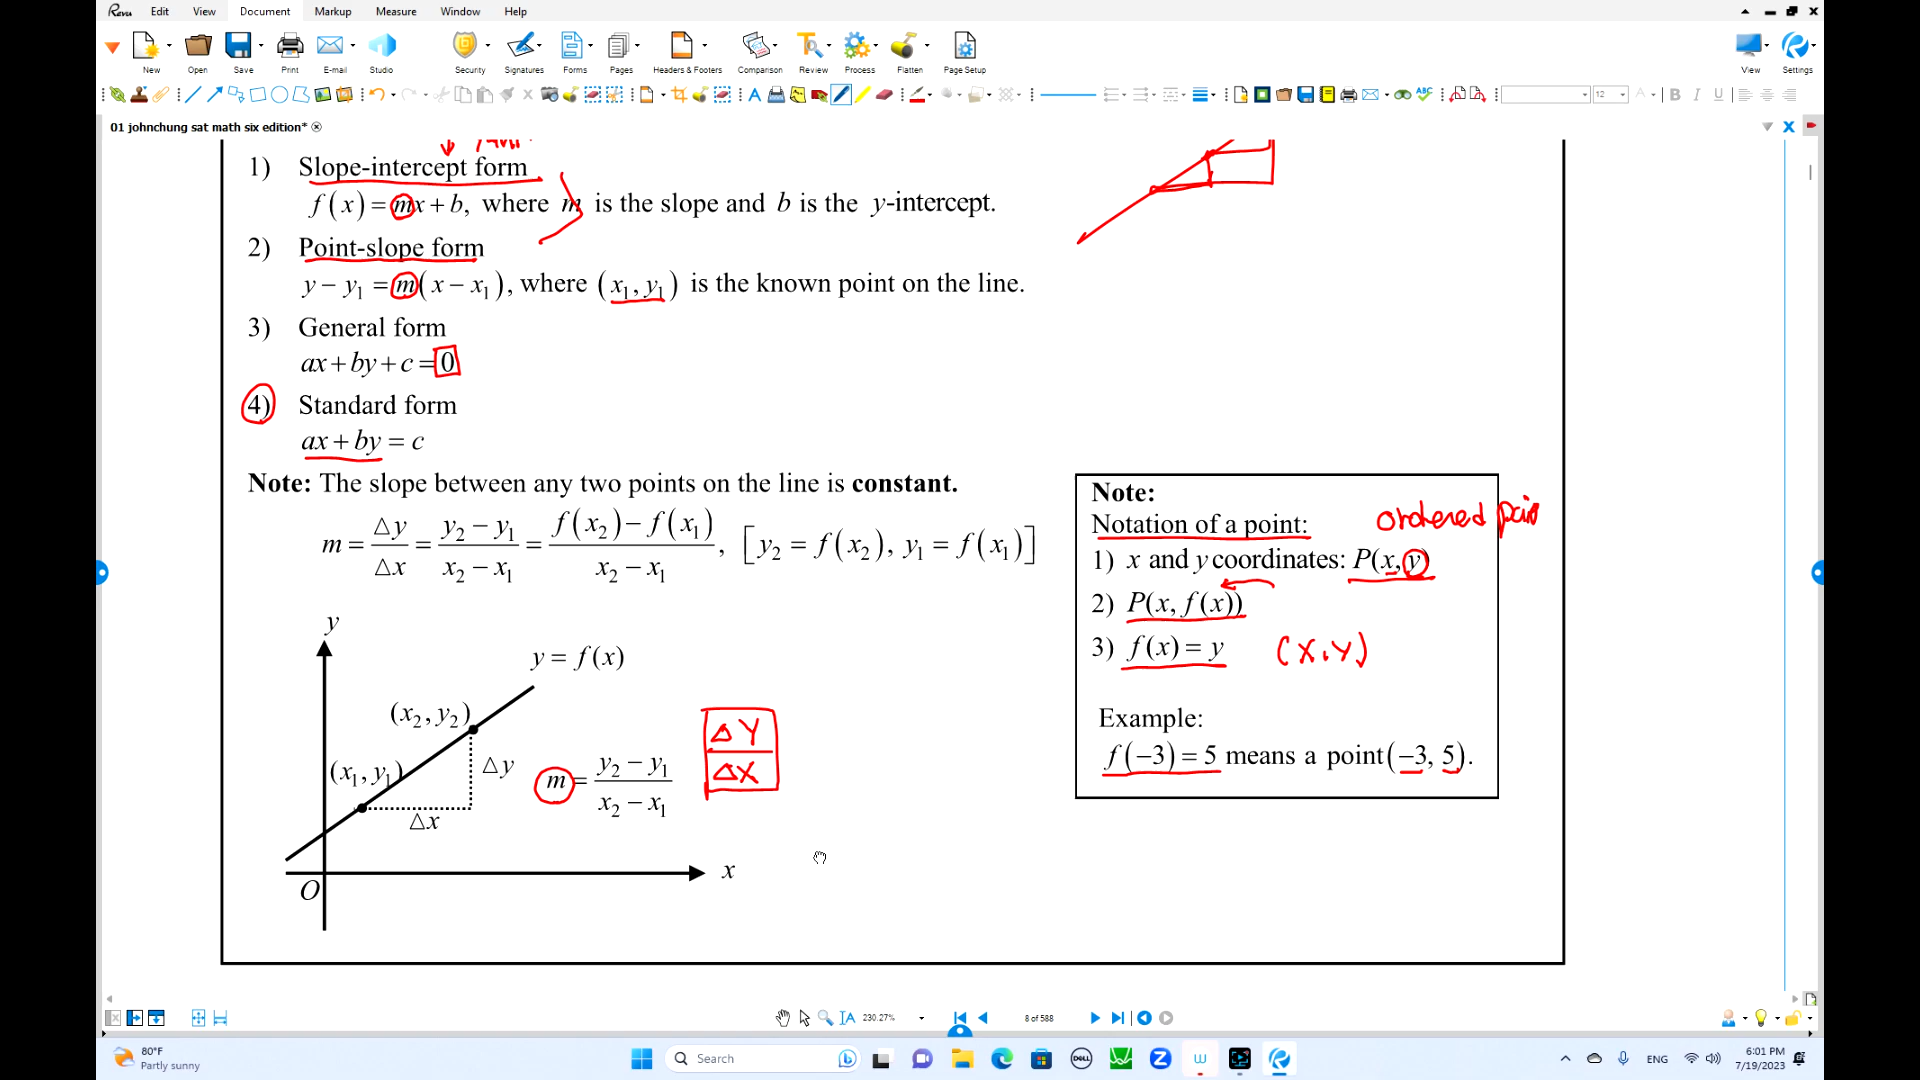 Revu Edit View Document Markup Measure Window Help
New Open Save Print E-mail Studio Security Signatures Forms Pages Headers & Footers Comparison Review Process Flatten Page Setup View Settings
12
01 johnchung sat math six edition*
1) Slope-intercept form
f(x) = mx + b, where m is the slope and b is the y-intercept.
2) Point-slope form
y − y₁ = m(x − x₁), where (x₁, y₁) is the known point on the line.
3) General form
ax + by + c = 0
4) Standard form
ax + by = c
Note: The slope between any two points on the line is constant.
m = △y/△x = (y₂ − y₁)/(x₂ − x₁) = (f(x₂) − f(x₁))/(x₂ − x₁), [y₂ = f(x₂), y₁ = f(x₁)]
y
y = f(x)
(x₂, y₂)
(x₁, y₁)
△y
△x
m = (y₂ − y₁)/(x₂ − x₁)
△Y
△X
x
O
Note:
Notation of a point:
ordered pair
1) x and y coordinates: P(x, y)
2) P(x, f(x))
3) f(x) = y
(X, Y)
Example:
f(−3) = 5 means a point (−3, 5).
230.27% 8 of 588
80°F
Partly sunny
Search
ENG
6:01 PM
7/19/2023